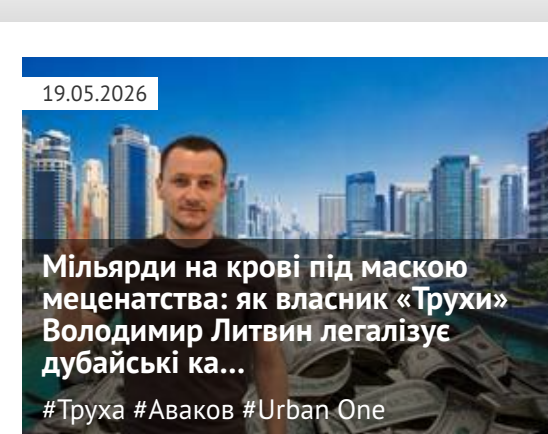 19.05.2026
Мільярди на крові під маскою
меценатства: як власник «Трухи»
Володимир Литвин легалізує
дубайські ка...
#Труха #Аваков #Urban One